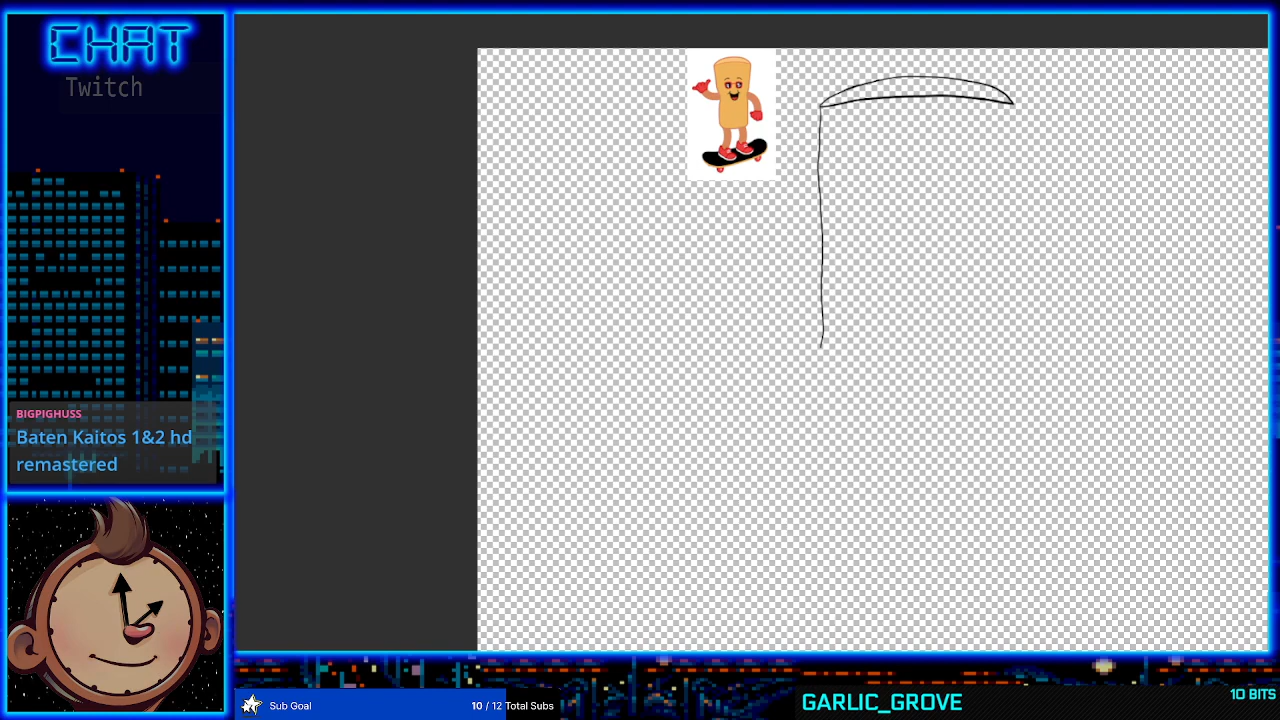 CHAT
Twitch
BIGPIGHUSS
Baten Kaitos 1&2 hd
remastered
Sub Goal
10 / 12 Total Subs
GARLIC_GROVE
10 BITS